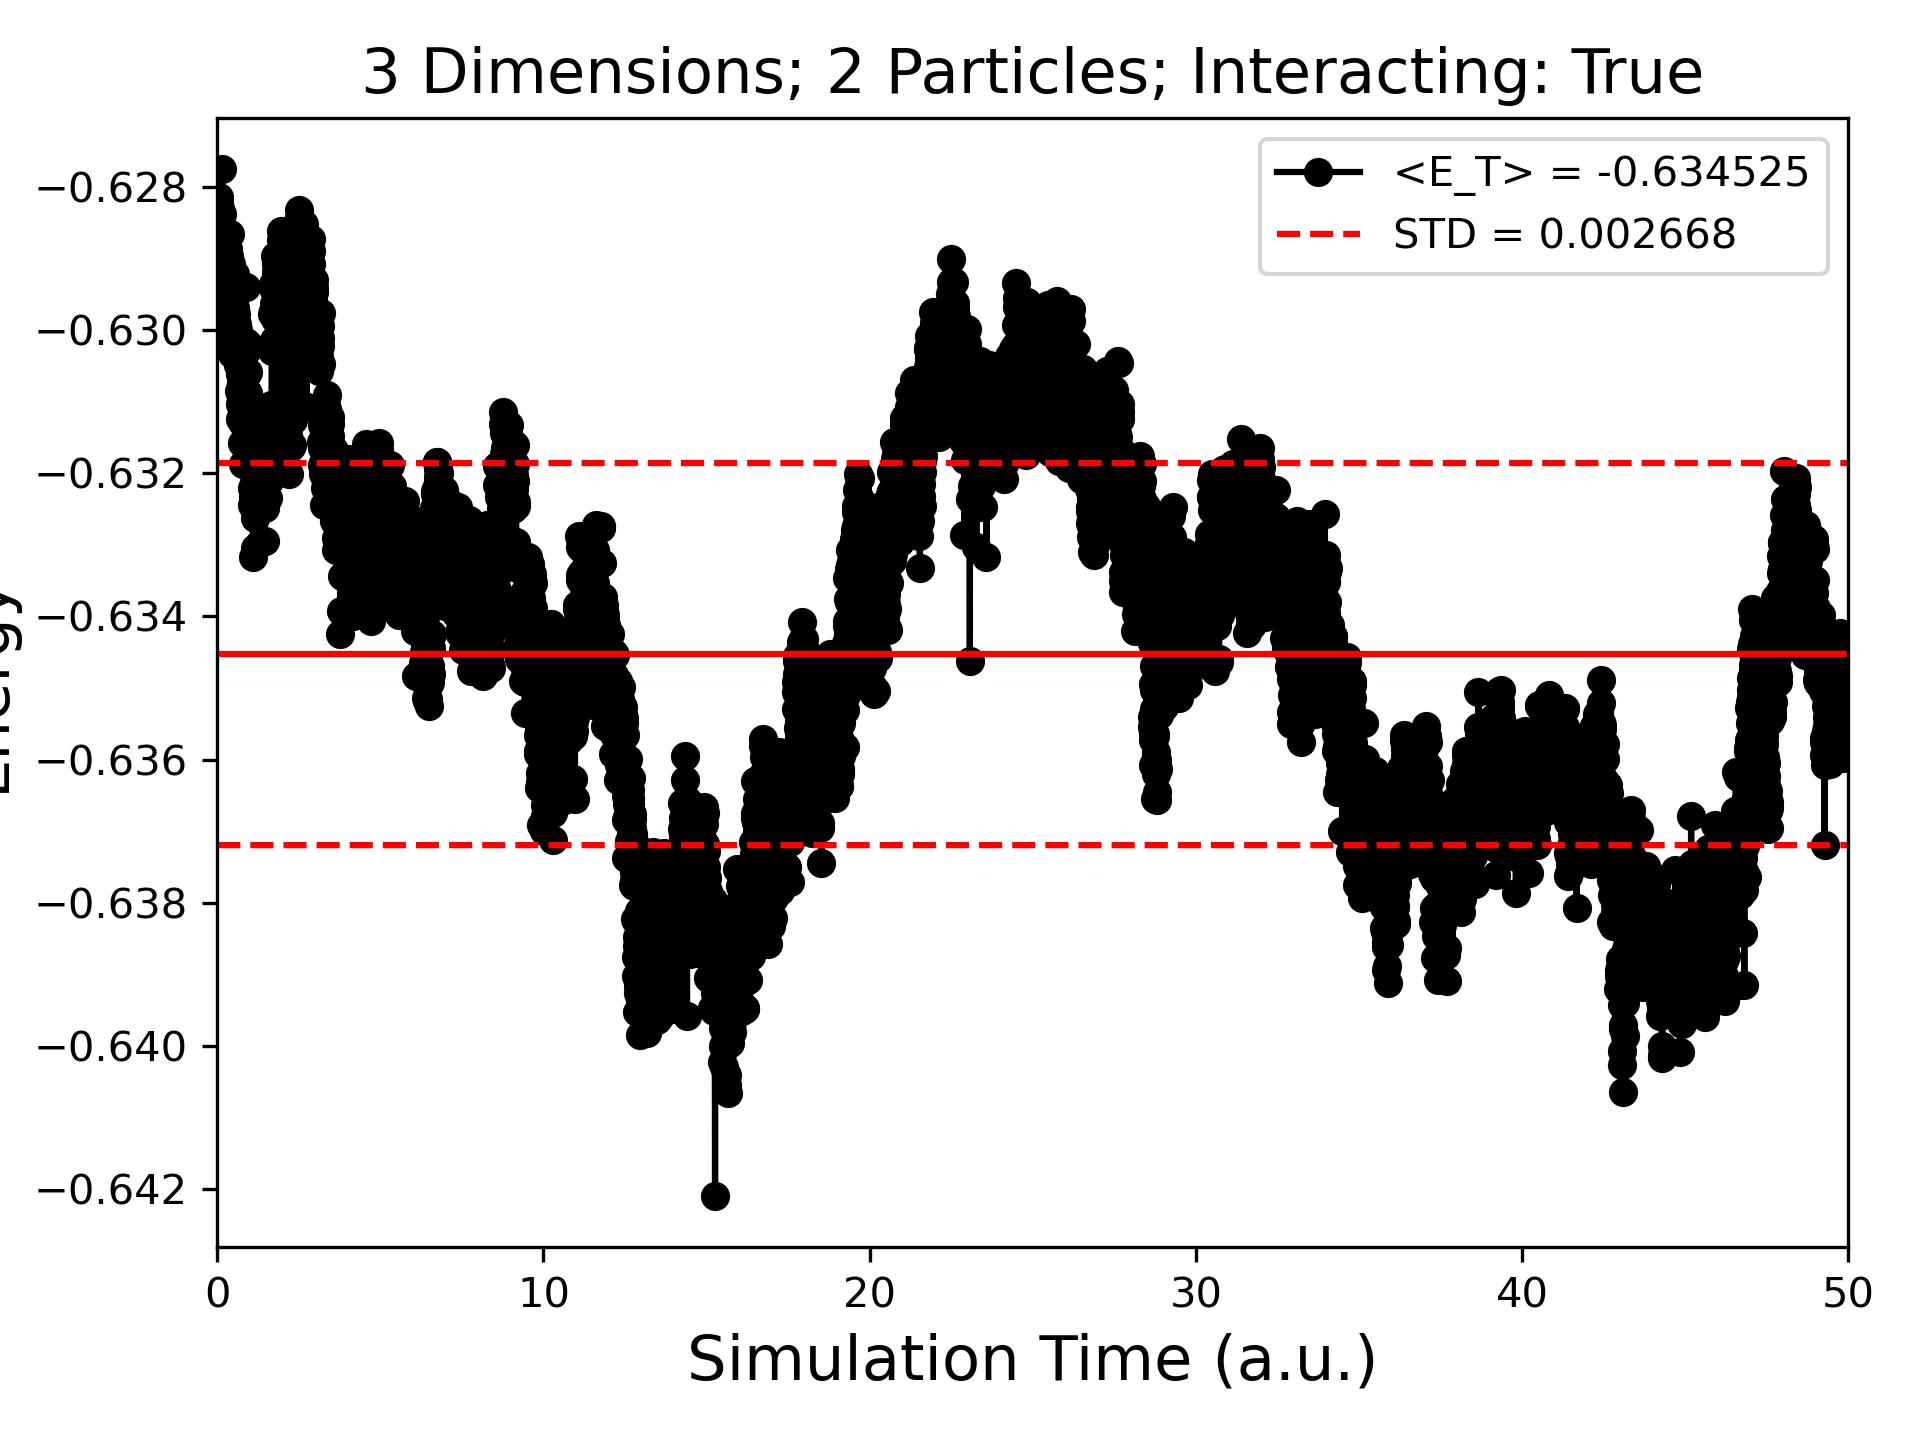 3 Dimensions; 2 Particles; Interacting: True
<E_T> = -0.634525
STD = 0.002668
−0.628
−0.630
−0.632
−0.634
−0.636
−0.638
−0.640
−0.642
Energy
0 10 20 30 40 50
Simulation Time (a.u.)